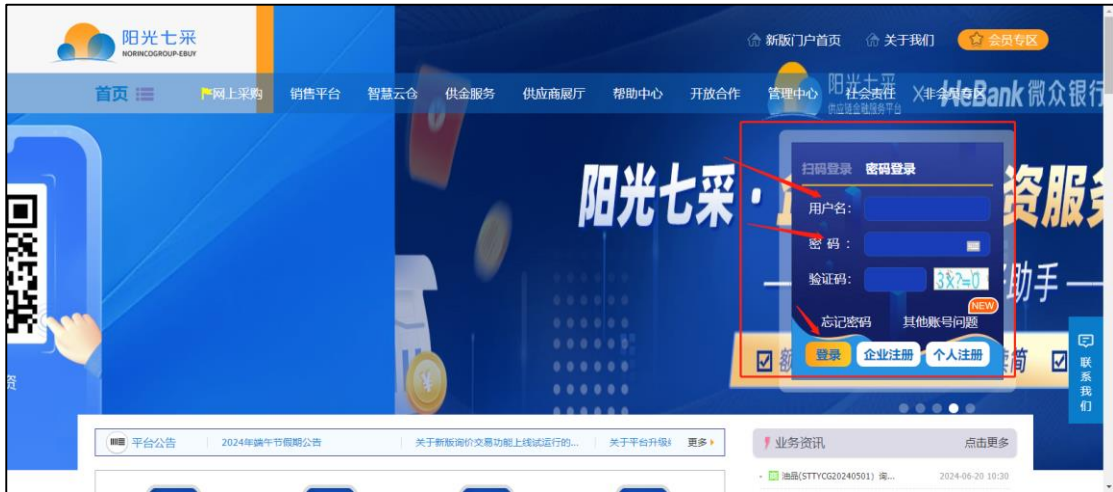 阳光七采
NORINCOGROUP-EBUY
新版门户首页 关于我们 会员专区
首页 网上采购 销售平台 智慧云仓 供金服务 供应商展厅 帮助中心 开放合作 管理中心 社会责任 非会员专区
阳光七采 X WeBank 微众银行
供应链金融服务平台
扫码登录 密码登录
阳光七采·
资服务
用户名:
密 码 :
验证码: 3X?=0
助手
NEW
忘记密码 其他账号问题
登录 企业注册 个人注册
额
简
联系我们
资
平台公告 2024年端午节假期公告 关于新版询价交易功能上线试运行的... 关于平台升级 更多
业务资讯 点击更多
油品(STTYCG20240501) 询... 2024-06-20 10:30